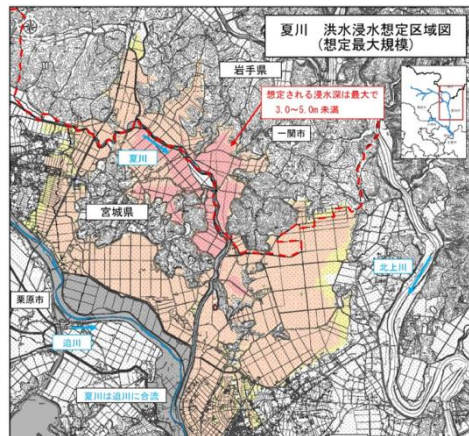 夏川　洪水浸水想定区域図
(想定最大規模)
岩手県
想定される浸水深は最大で
3.0～5.0m未満
一関市
夏川
宮城県
北上川
栗原市
迫川
夏川は迫川に合流